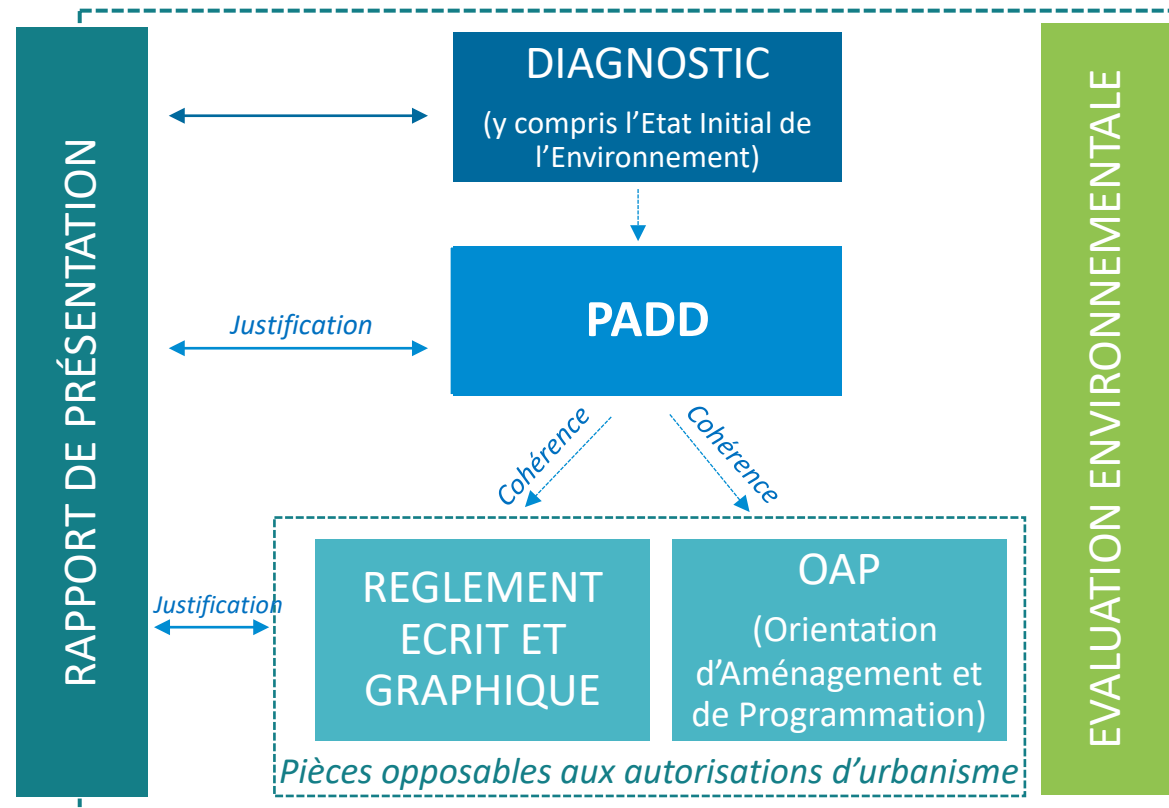 RAPPORT DE PRÉSENTATION
DIAGNOSTIC
(y compris l’Etat Initial de
l’Environnement)
PADD
Justification
Cohérence
Cohérence
Justification
REGLEMENT
ECRIT ET
GRAPHIQUE
OAP
(Orientation
d’Aménagement et
de Programmation)
Pièces opposables aux autorisations d’urbanisme
EVALUATION ENVIRONNEMENTALE